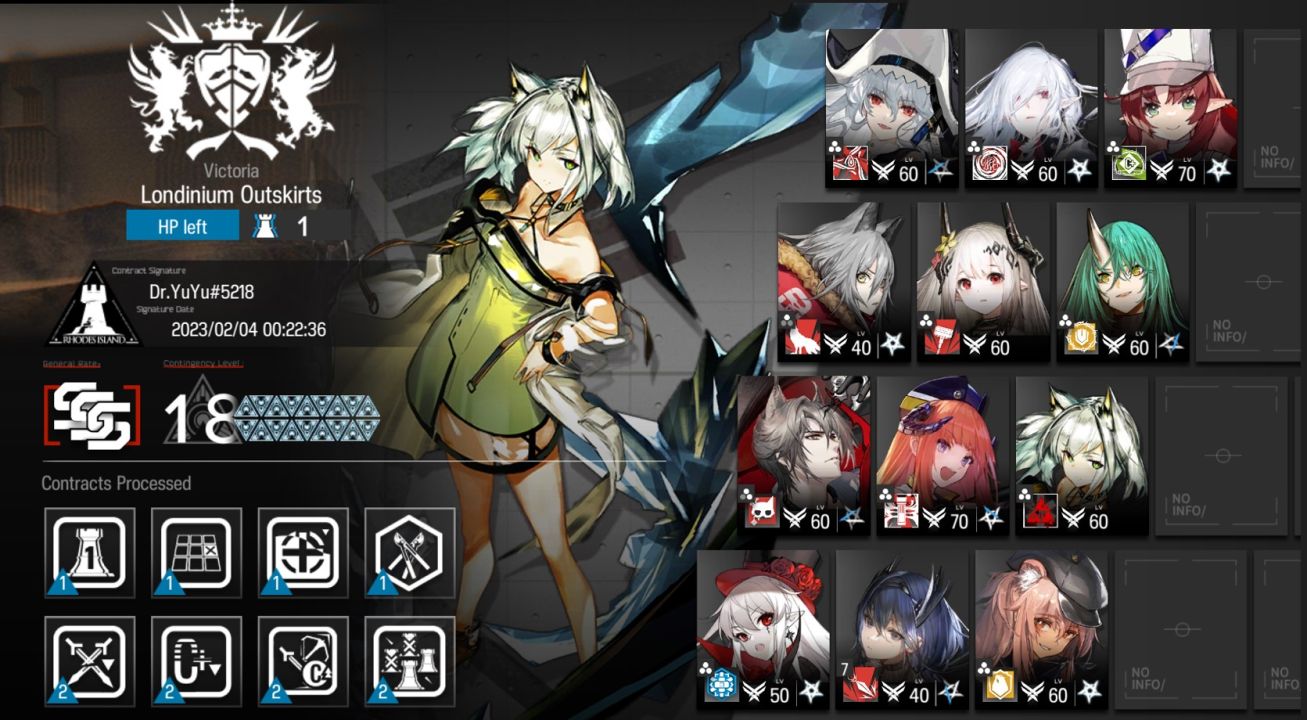 Victoria
Londinium Outskirts
HP left 1
Contract Signature
Dr.YuYu#5218
Signature Date
2023/02/04 00:22:36
RHODES ISLAND
General Rate:
Contingency Level:
SSS
18
Contracts Processed
1
1 1 1 1
2 2 2 C 2
LV 60 LV 60 LV 70 NO INFO/
LV 40 LV 60 LV 60 NO INFO/
LV 60 LV 70 LV 60 NO INFO/
LV 50 7 LV 40 LV 60 NO INFO/ NO INFO